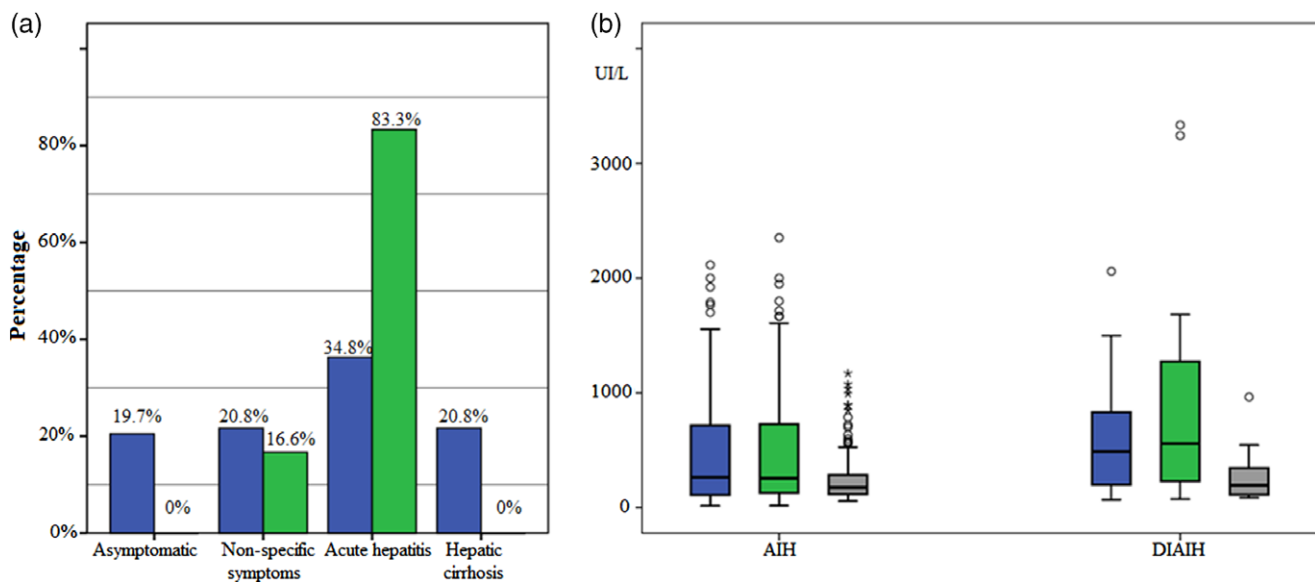 (a)
Percentage
80%
60%
40%
20%
0%
19.7%
0%
20.8%
16.6%
34.8%
83.3%
20.8%
0%
Asymptomatic
Non-specific
symptoms
Acute hepatitis
Hepatic
cirrhosis
(b)
UI/L
3000
2000
1000
0
AIH
DIAIH